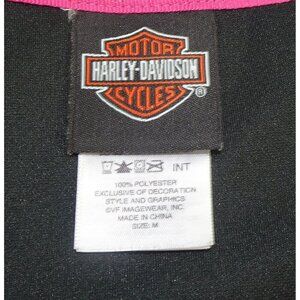 MOTOR
HARLEY-DAVIDSON
CYCLES
®
INT
100% POLYESTER
EXCLUSIVE OF DECORATION
STYLE AND GRAPHICS
©VF IMAGEWEAR, INC.
MADE IN CHINA
SIZE: M